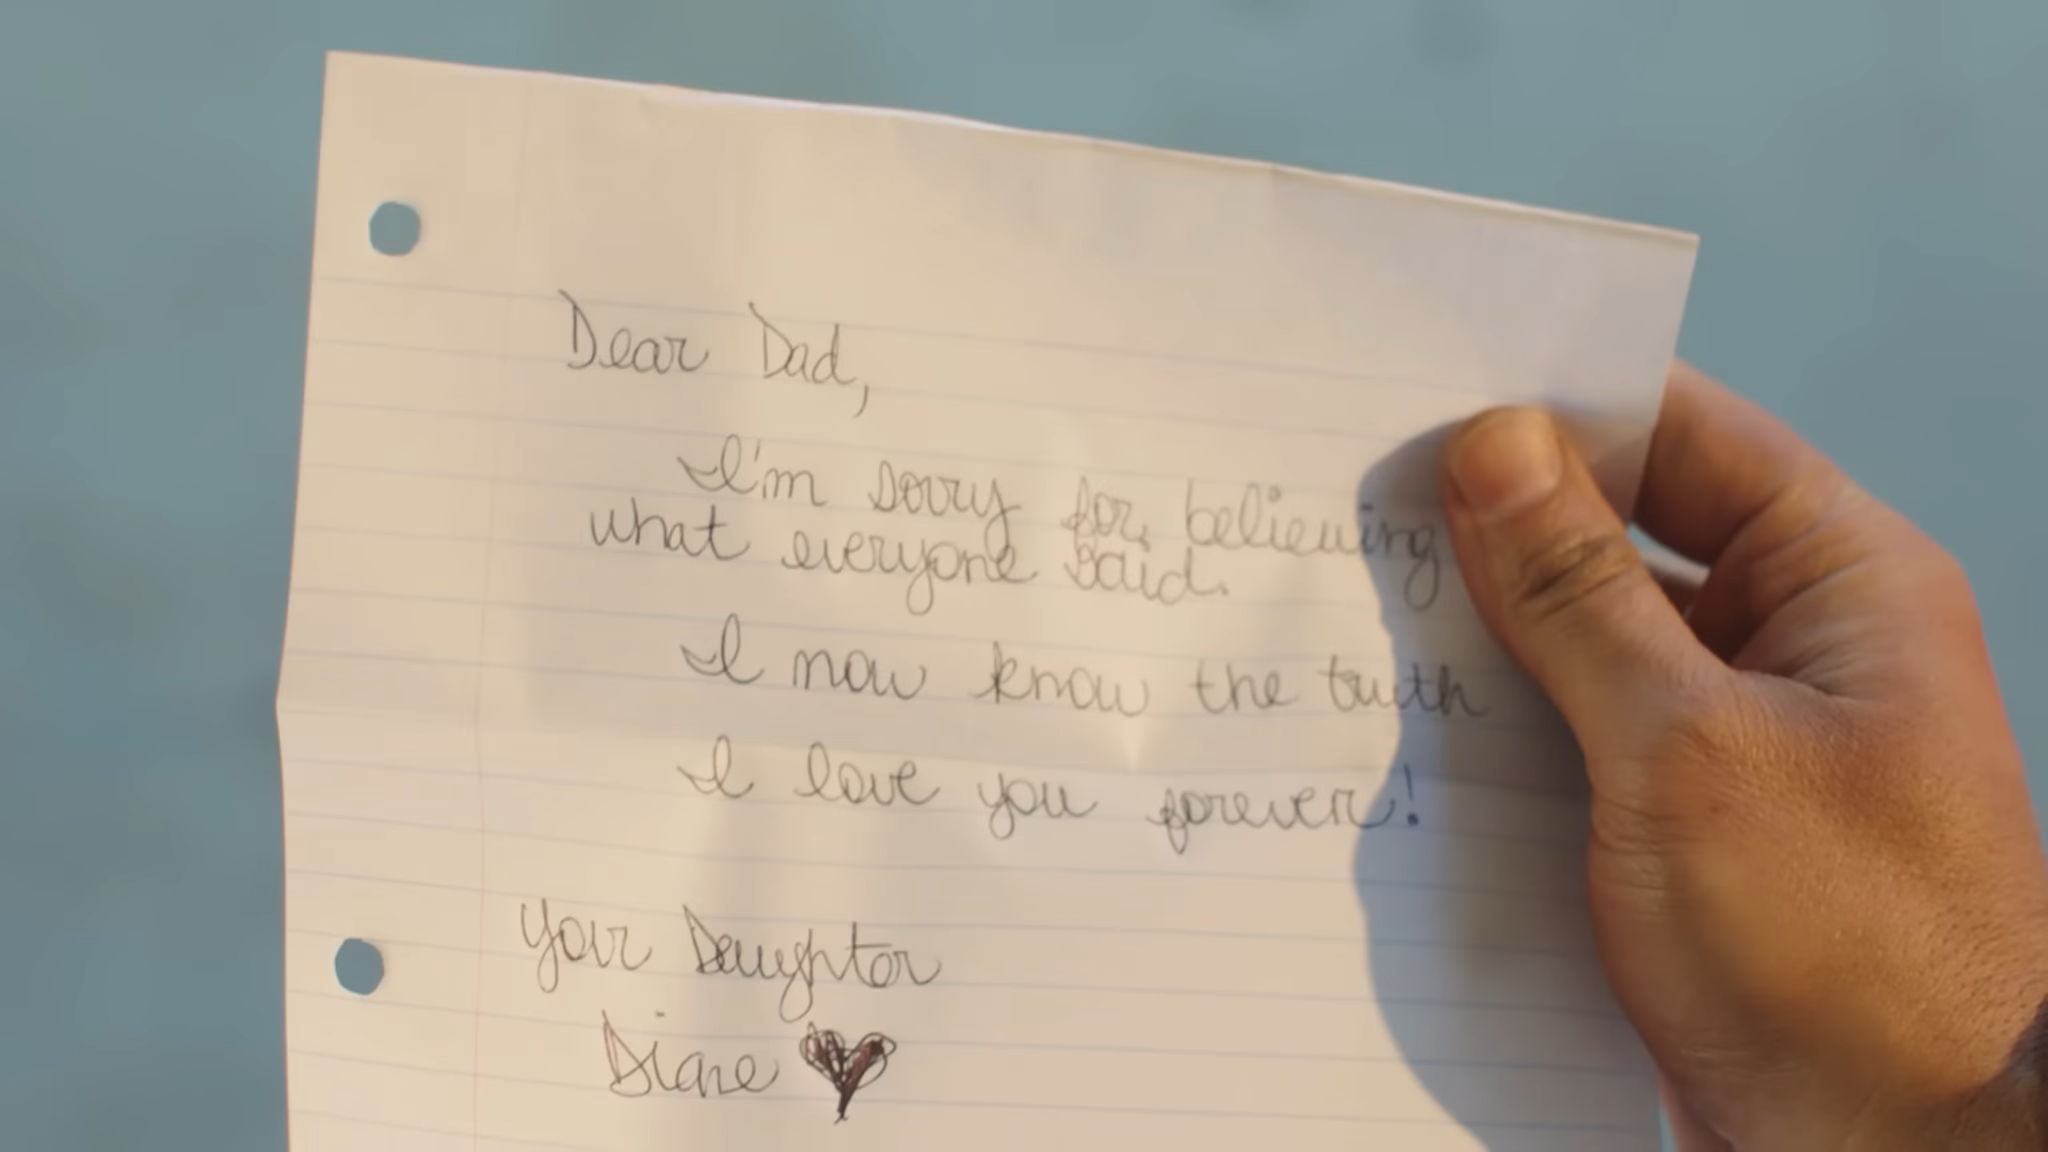 Dear Dad,
I'm sorry for believing
what everyone said.
I now know the truth
I love you forever!
Your Daughter
Diane